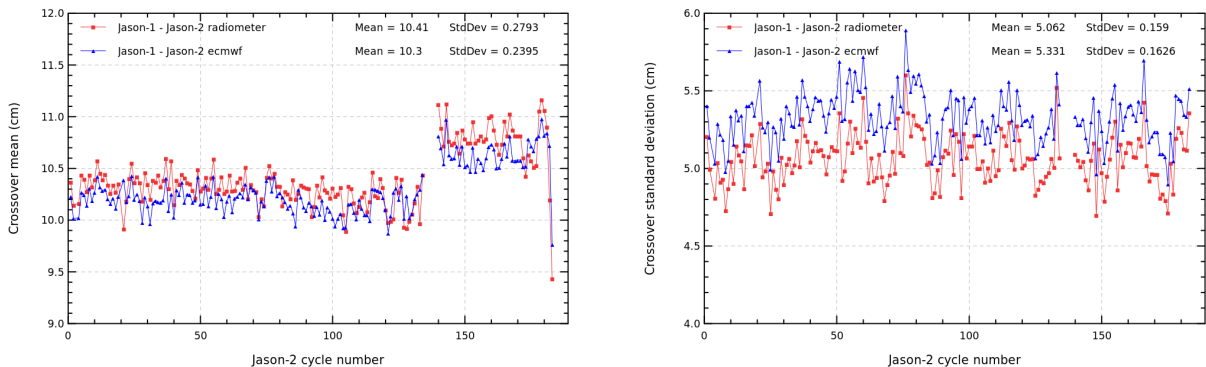 12.0
11.5
11.0
10.5
10.0
9.5
9.0
Crossover mean (cm)
Jason-1 - Jason-2 radiometer Mean = 10.41 StdDev = 0.2793
Jason-1 - Jason-2 ecmwf Mean = 10.3 StdDev = 0.2395
0 50 100 150
Jason-2 cycle number
6.0
5.5
5.0
4.5
4.0
Crossover standard deviation (cm)
Jason-1 - Jason-2 radiometer Mean = 5.062 StdDev = 0.159
Jason-1 - Jason-2 ecmwf Mean = 5.331 StdDev = 0.1626
0 50 100 150
Jason-2 cycle number